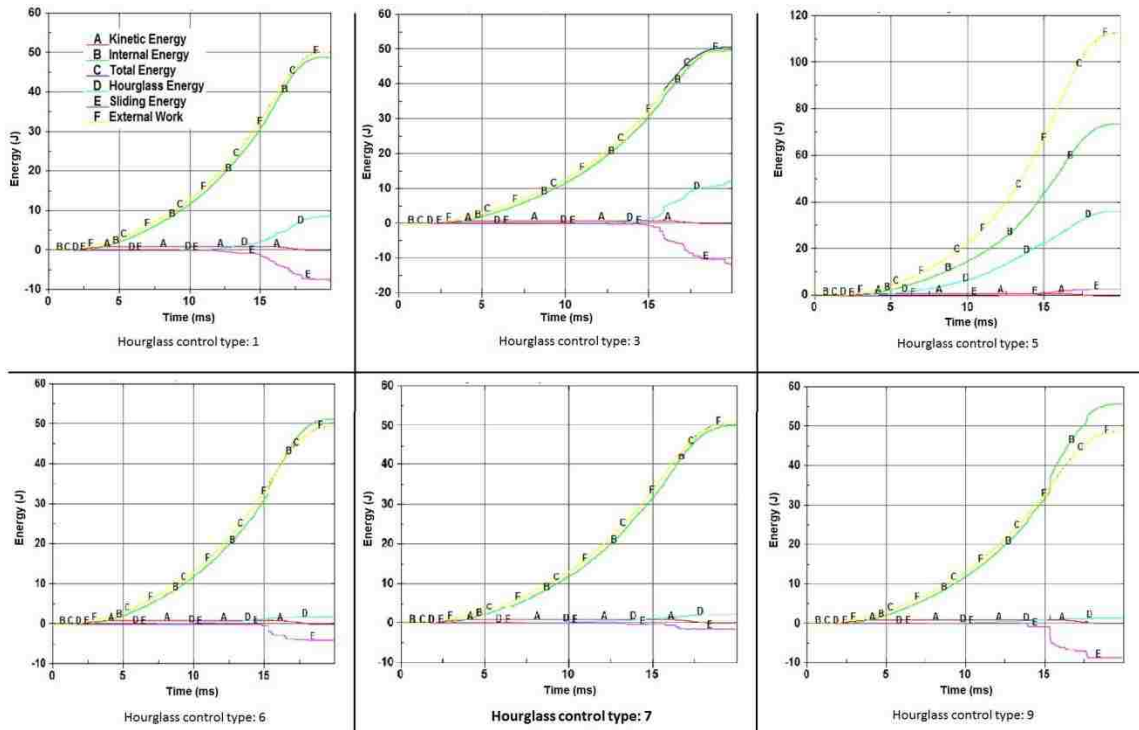 60
50
40
30
20
10
0
-10
Energy (J)
A Kinetic Energy
B Internal Energy
C Total Energy
D Hourglass Energy
E Sliding Energy
F External Work
0 5 10 15
Time (ms)
Hourglass control type: 1
60
50
40
30
20
10
0
-10
-20
Energy (J)
0 5 10 15
Time (ms)
Hourglass control type: 3
120
100
80
60
40
20
0
Energy (J)
0 5 10 15
Time (ms)
Hourglass control type: 5
60
50
40
30
20
10
0
-10
Energy (J)
0 5 10 15
Time (ms)
Hourglass control type: 6
60
50
40
30
20
10
0
-10
Energy (J)
0 5 10 15
Time (ms)
Hourglass control type: 7
60
50
40
30
20
10
0
-10
Energy (J)
0 5 10 15
Time (ms)
Hourglass control type: 9